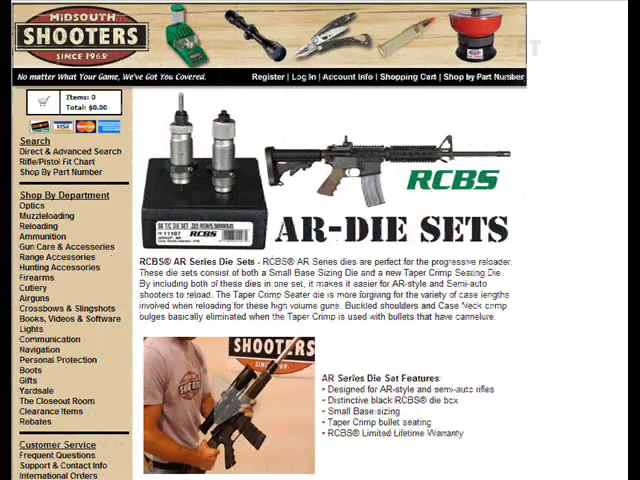 MIDSOUTH
SHOOTERS
SINCE 1969
No matter What Your Game, We've Got You Covered.
Register | Log In | Account Info | Shopping Cart | Shop by Part Number
Items: 0
Total: $0.00
VISA
Search
Direct & Advanced Search
Rifle/Pistol Fit Chart
Shop By Part Number
Shop By Department
Optics
Muzzleloading
Reloading
Ammunition
Gun Care & Accessories
Range Accessories
Hunting Accessories
Firearms
Cutlery
Airguns
Crossbows & Slingshots
Books, Videos & Software
Lights
Communication
Navigation
Personal Protection
Boots
Gifts
Yardsale
The Closeout Room
Clearance Items
Rebates
Customer Service
Frequent Questions
Support & Contact Info
International Orders
11107
RCBS
RCBS
AR-DIE SETS
RCBS® AR Series Die Sets - RCBS® AR Series dies are perfect for the progressive reloader.
These die sets consist of both a Small Base Sizing Die and a new Taper Crimp Seating Die.
By including both of these dies in one set, it makes it easier for AR-style and Semi-auto
shooters to reload. The Taper Crimp Seater die is more forgiving for the variety of case lengths
involved when reloading for these high volume guns. Buckled shoulders and Case Neck crimp
bulges basically eliminated when the Taper Crimp is used with bullets that have cannelure.
SHOOTERS
SINCE 1969
AR Series Die Set Features:
• Designed for AR-style and semi-auto rifles
• Distinctive black RCBS® die box
• Small Base sizing
• Taper Crimp bullet seating
• RCBS® Limited Lifetime Warranty